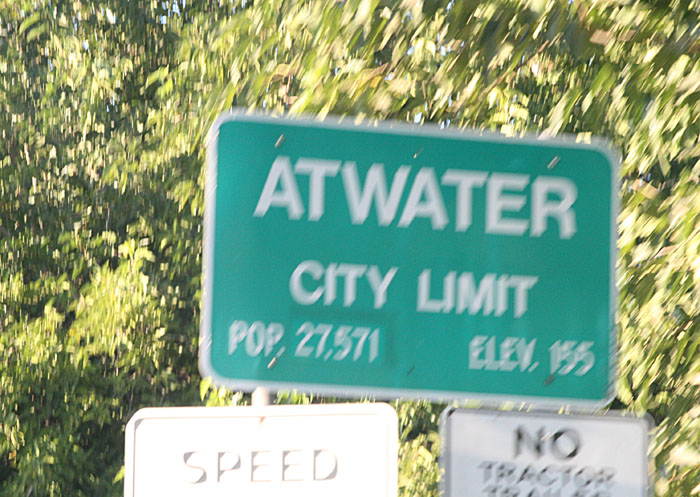 ATWATER
CITY LIMIT
POP. 27,571 ELEV. 155
SPEED
NO
TRACTOR